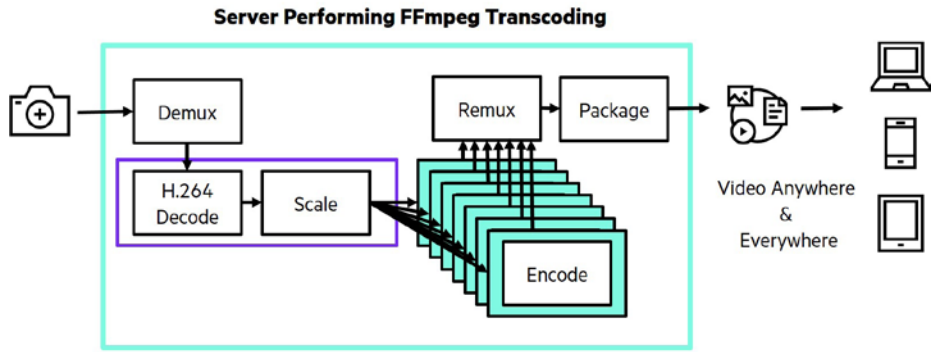 Server Performing FFmpeg Transcoding
Demux
Remux
Package
H.264
Decode
Scale
Encode
Video Anywhere
&
Everywhere